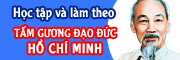 Học tập và làm theo
TẤM GƯƠNG ĐẠO ĐỨC
HỒ CHÍ MINH